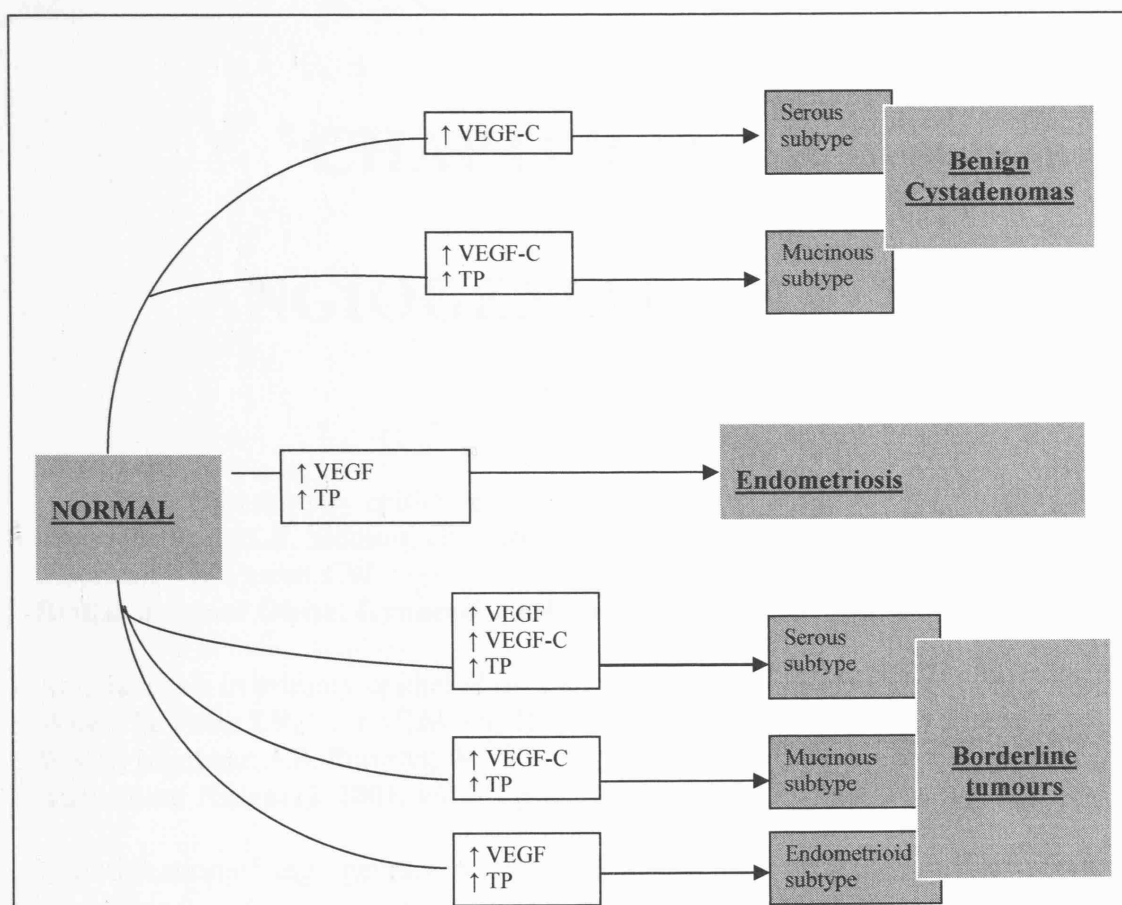 ↑ VEGF-C
Serous
subtype
Benign
Cystadenomas
↑ VEGF-C
↑ TP
Mucinous
subtype
NORMAL
↑ VEGF
↑ TP
Endometriosis
↑ VEGF
↑ VEGF-C
↑ TP
Serous
subtype
↑ VEGF-C
↑ TP
Mucinous
subtype
Borderline
tumours
↑ VEGF
↑ TP
Endometrioid
subtype